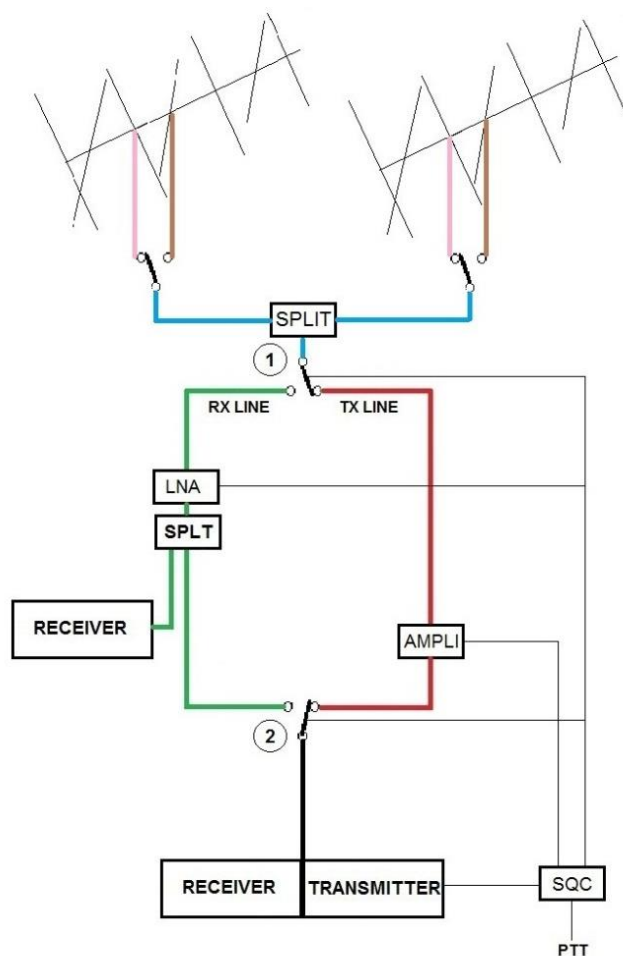 SPLIT
1
RX LINE
TX LINE
LNA
SPLT
RECEIVER
AMPLI
2
RECEIVER
TRANSMITTER
SQC
PTT